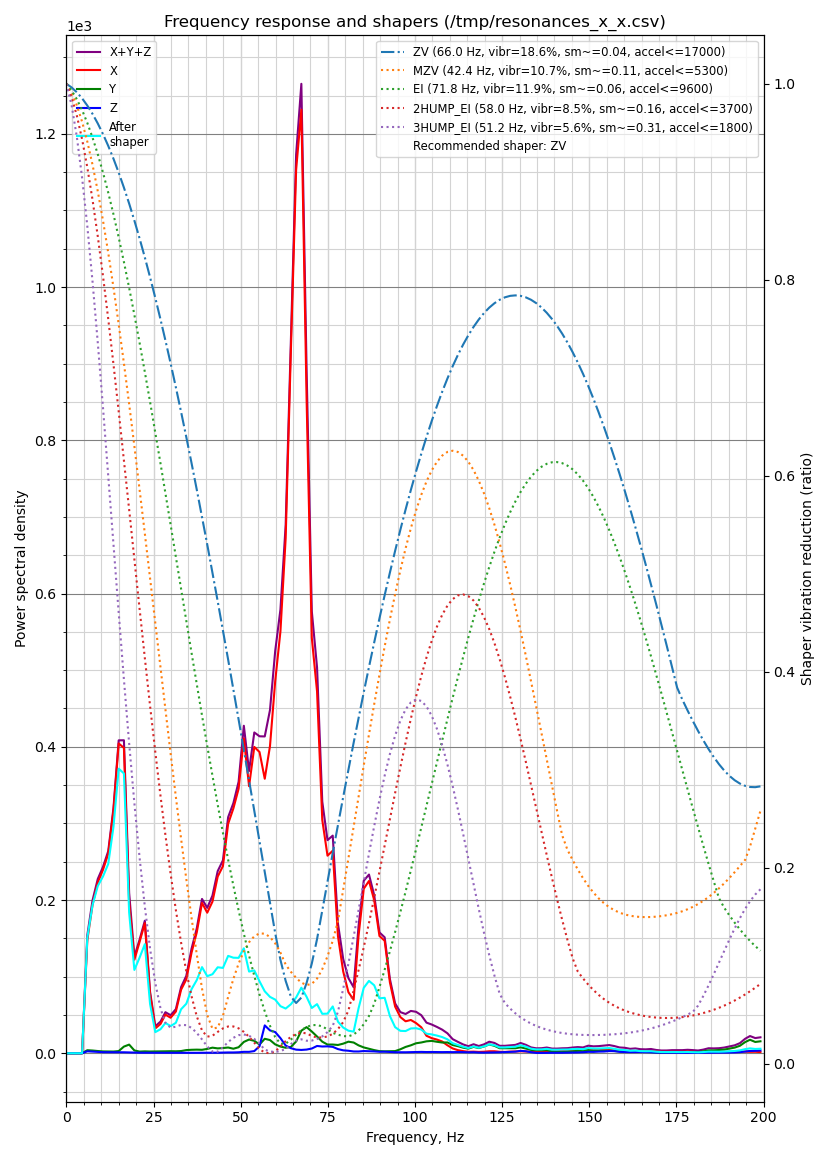 Frequency response and shapers (/tmp/resonances_x_x.csv)
1e3
X+Y+Z
X
Y
Z
After
shaper
ZV (66.0 Hz, vibr=18.6%, sm~=0.04, accel<=17000)
MZV (42.4 Hz, vibr=10.7%, sm~=0.11, accel<=5300)
EI (71.8 Hz, vibr=11.9%, sm~=0.06, accel<=9600)
2HUMP_EI (58.0 Hz, vibr=8.5%, sm~=0.16, accel<=3700)
3HUMP_EI (51.2 Hz, vibr=5.6%, sm~=0.31, accel<=1800)
Recommended shaper: ZV
Power spectral density
1.2
1.0
0.8
0.6
0.4
0.2
0.0
1.0
0.8
0.6
0.4
0.2
0.0
Shaper vibration reduction (ratio)
0 25 50 75 100 125 150 175 200
Frequency, Hz